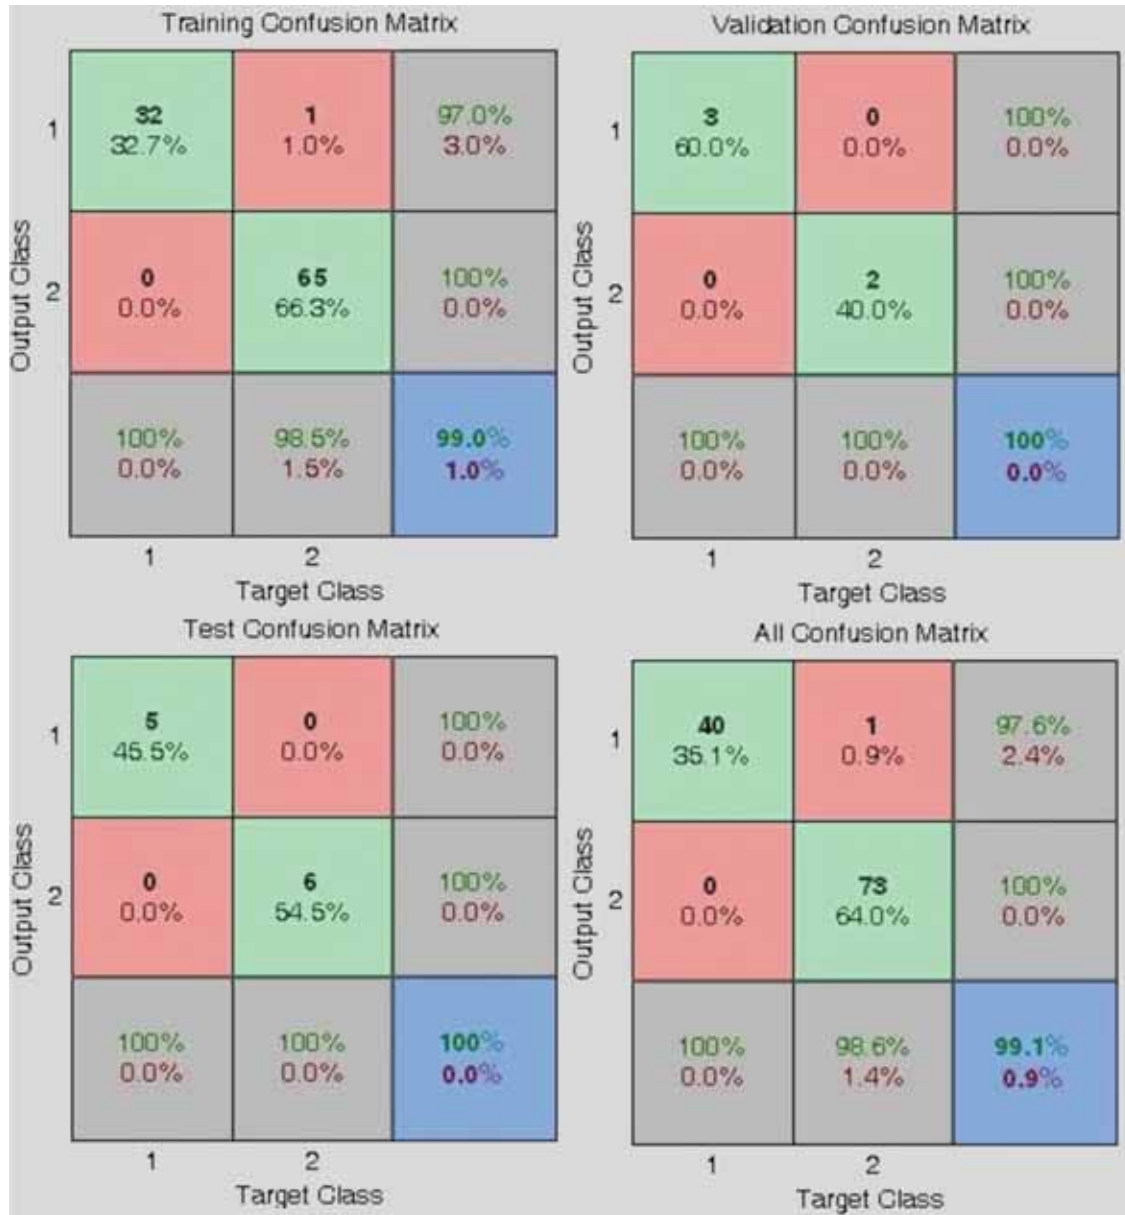 Training Confusion Matrix
32 1 97.0%
32.7% 1.0% 3.0%
1
0 65 100%
0.0% 66.3% 0.0%
2
100% 98.5% 99.0%
0.0% 1.5% 1.0%
1 2
Target Class
Output Class
Validation Confusion Matrix
3 0 100%
60.0% 0.0% 0.0%
1
0 2 100%
0.0% 40.0% 0.0%
2
100% 100% 100%
0.0% 0.0% 0.0%
1 2
Target Class
Output Class
Test Confusion Matrix
5 0 100%
45.5% 0.0% 0.0%
1
0 6 100%
0.0% 54.5% 0.0%
2
100% 100% 100%
0.0% 0.0% 0.0%
1 2
Target Class
Output Class
All Confusion Matrix
40 1 97.6%
35.1% 0.9% 2.4%
1
0 73 100%
0.0% 64.0% 0.0%
2
100% 98.6% 99.1%
0.0% 1.4% 0.9%
1 2
Target Class
Output Class